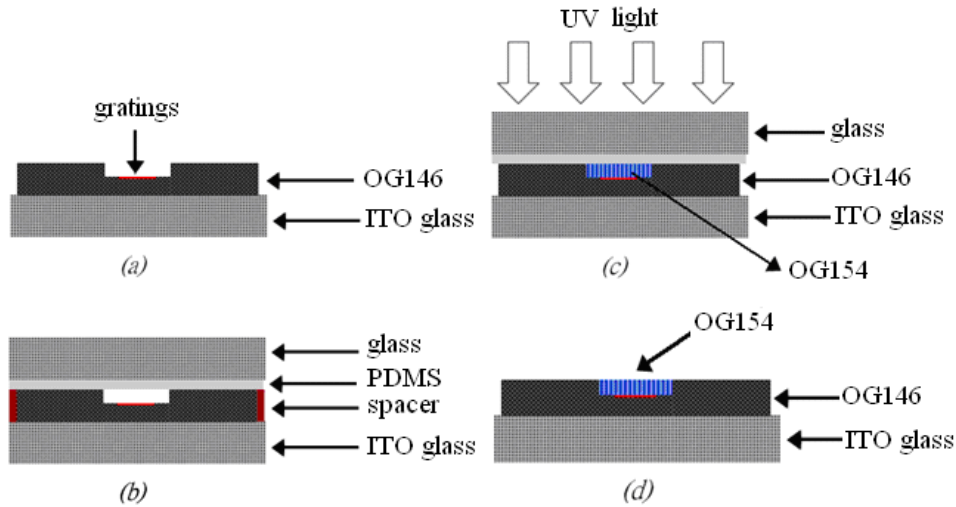 gratings
OG146
ITO glass
(a)
UV light
glass
OG146
ITO glass
OG154
(c)
glass
PDMS
spacer
ITO glass
(b)
OG154
OG146
ITO glass
(d)